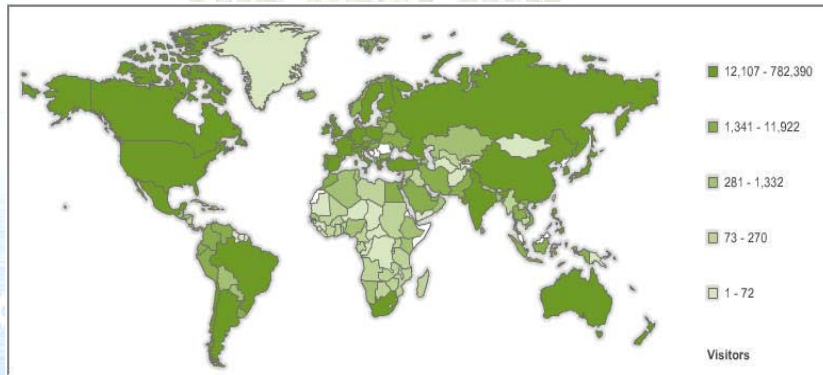 12,107 - 782,390
1,341 - 11,922
281 - 1,332
73 - 270
1 - 72
Visitors